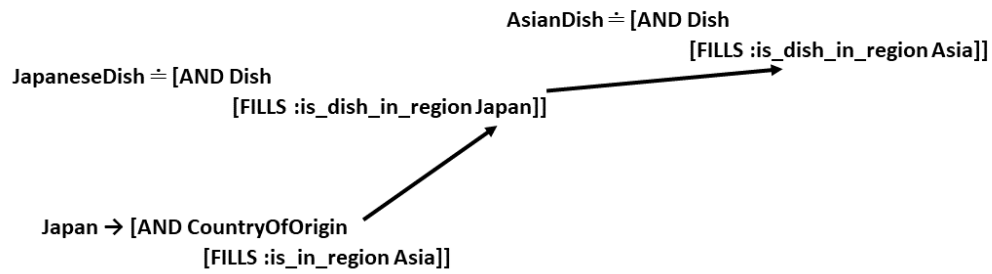 AsianDish ≐ [AND Dish
[FILLS :is_dish_in_region Asia]]
JapaneseDish ≐ [AND Dish
[FILLS :is_dish_in_region Japan]]
Japan → [AND CountryOfOrigin
[FILLS :is_in_region Asia]]